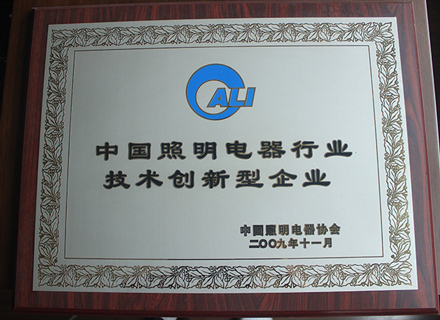 CALI
中国照明电器行业
技术创新型企业
中国照明电器协会
二〇〇九年十一月